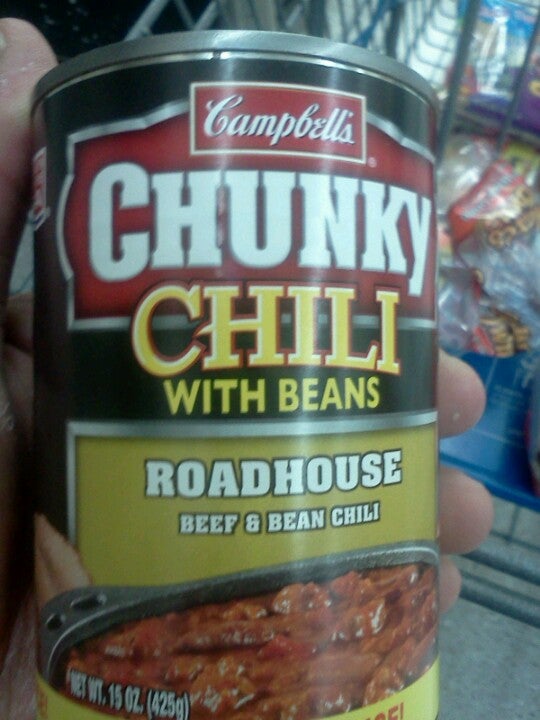 Campbell's
CHUNKY
CHILI
WITH BEANS
ROADHOUSE
BEEF & BEAN CHILI
NET WT. 15 OZ. (425g)